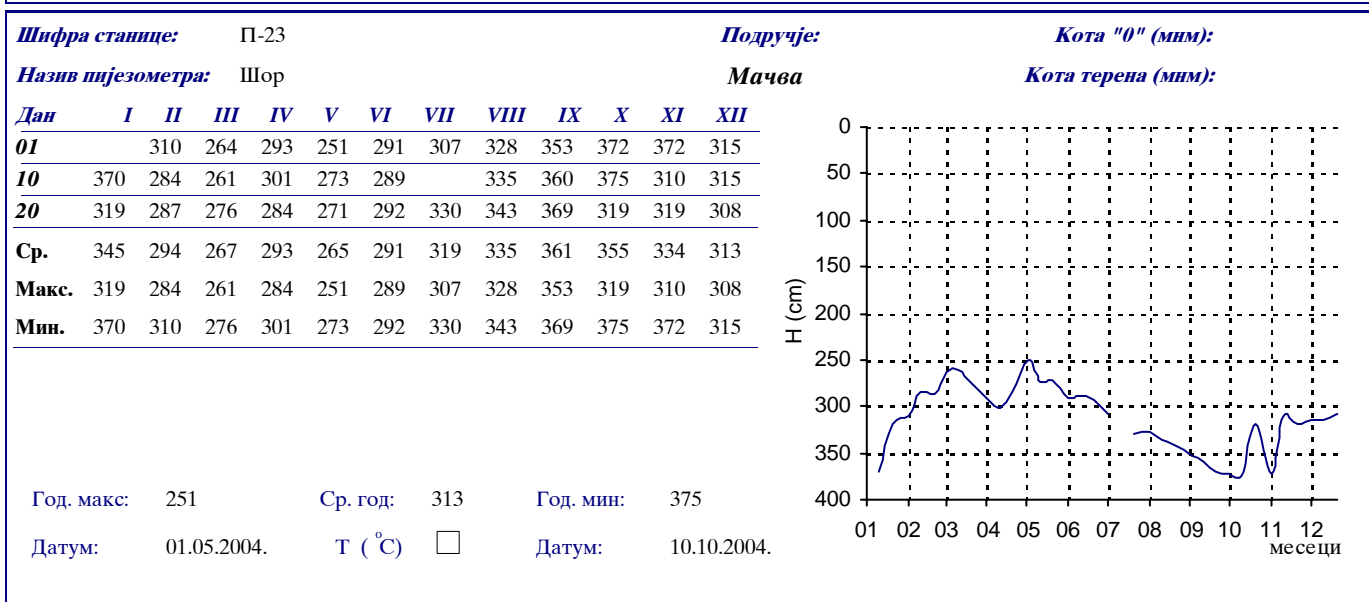 Шифра станице: П-23 Подручје: Кота "0" (мнм):
Назив пијезометра: Шор Мачва Кота терена (мнм):
Дан I II III IV V VI VII VIII IX X XI XII
01 310 264 293 251 291 307 328 353 372 372 315
10 370 284 261 301 273 289 335 360 375 310 315
20 319 287 276 284 271 292 330 343 369 319 319 308
Ср. 345 294 267 293 265 291 319 335 361 355 334 313
Макс. 319 284 261 284 251 289 307 328 353 319 310 308
Мин. 370 310 276 301 273 292 330 343 369 375 372 315
H (cm)
0
50
100
150
200
250
300
350
400
01 02 03 04 05 06 07 08 09 10 11 12
месеци
Год. макс: 251 Ср. год: 313 Год. мин: 375
Датум: 01.05.2004. T (°C) Датум: 10.10.2004.